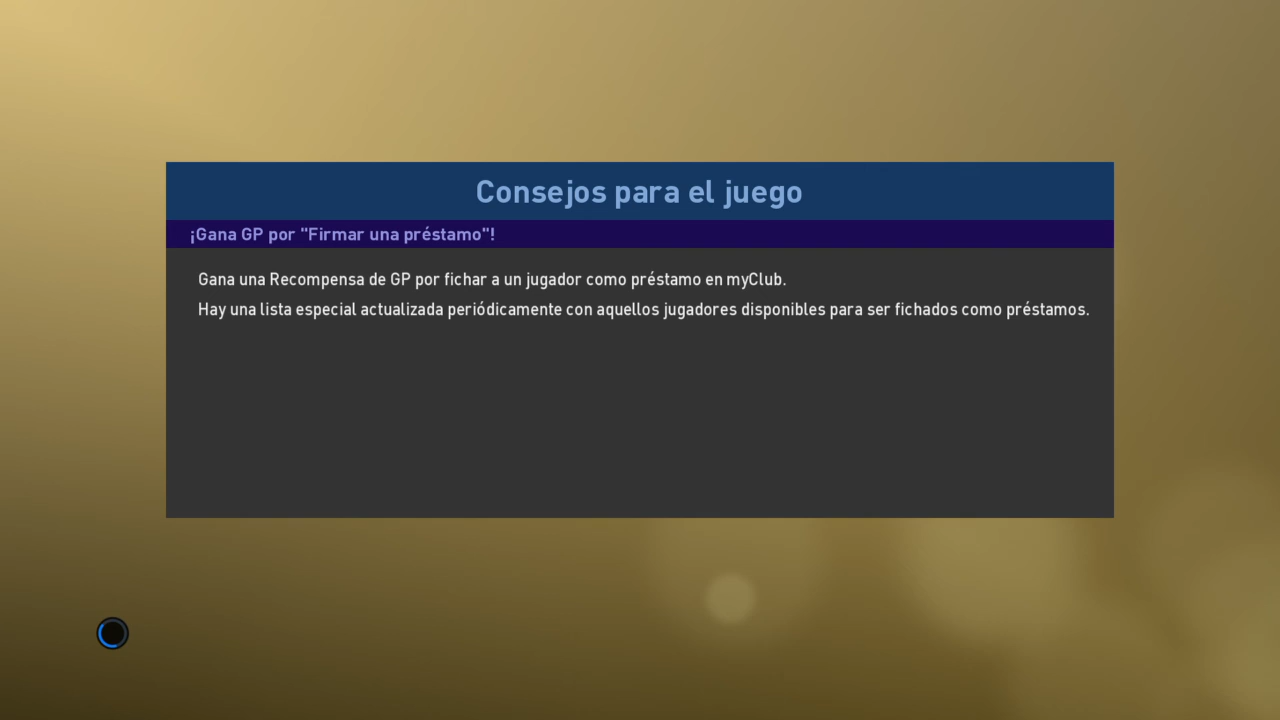 Consejos para el juego
¡Gana GP por "Firmar una préstamo"!
Gana una Recompensa de GP por fichar a un jugador como préstamo en myClub.
Hay una lista especial actualizada periódicamente con aquellos jugadores disponibles para ser fichados como préstamos.